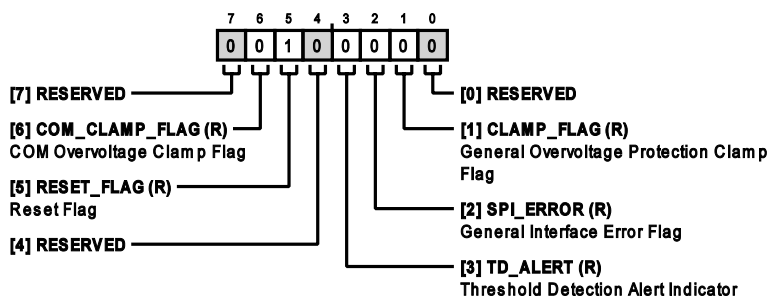 7 6 5 4 3 2 1 0
0 0 1 0 0 0 0 0
[7] RESERVED
[6] COM_CLAMP_FLAG (R)
COM Overvoltage Clamp Flag
[5] RESET_FLAG (R)
Reset Flag
[4] RESERVED
[0] RESERVED
[1] CLAMP_FLAG (R)
General Overvoltage Protection Clamp
Flag
[2] SPI_ERROR (R)
General Interface Error Flag
[3] TD_ALERT (R)
Threshold Detection Alert Indicator